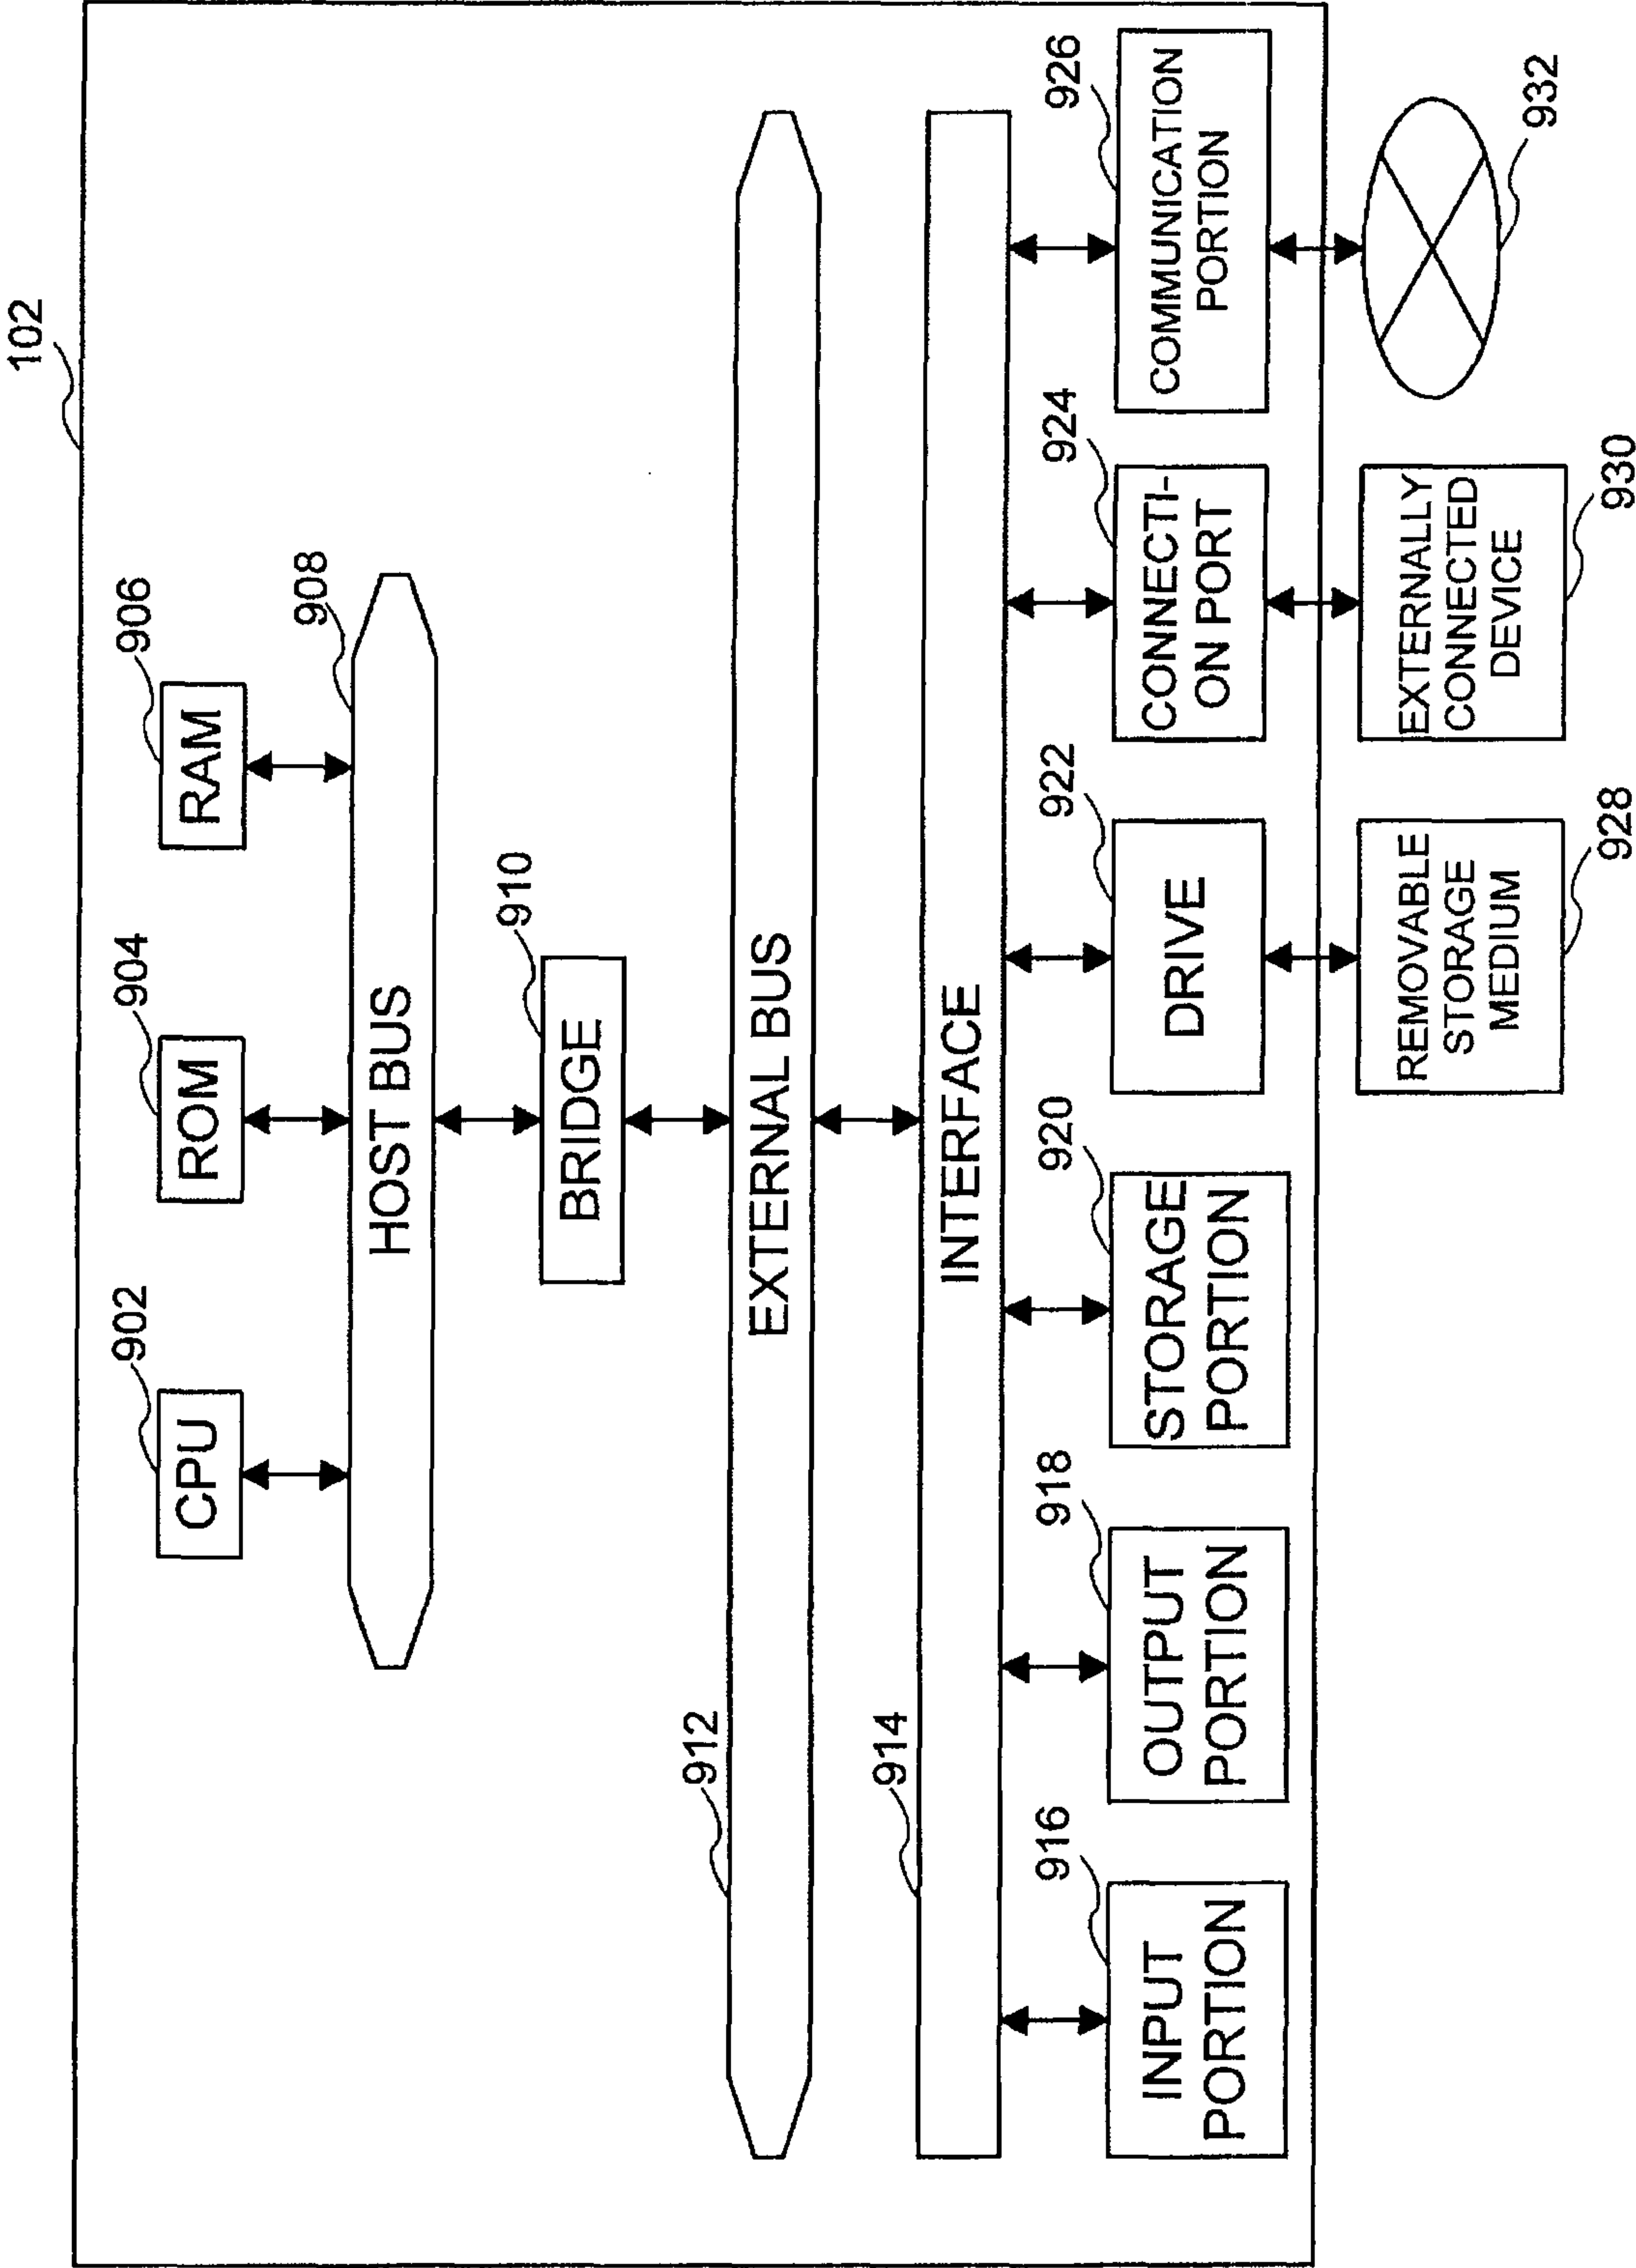 102
902
904
906
CPU
ROM
RAM
908
HOST BUS
910
BRIDGE
912
EXTERNAL BUS
914
INTERFACE
916
918
920
922
924
926
INPUT
PORTION
OUTPUT
PORTION
STORAGE
PORTION
DRIVE
CONNECTI-
ON PORT
COMMUNICATION
PORTION
REMOVABLE
STORAGE
MEDIUM
EXTERNALLY
CONNECTED
DEVICE
928
930
932